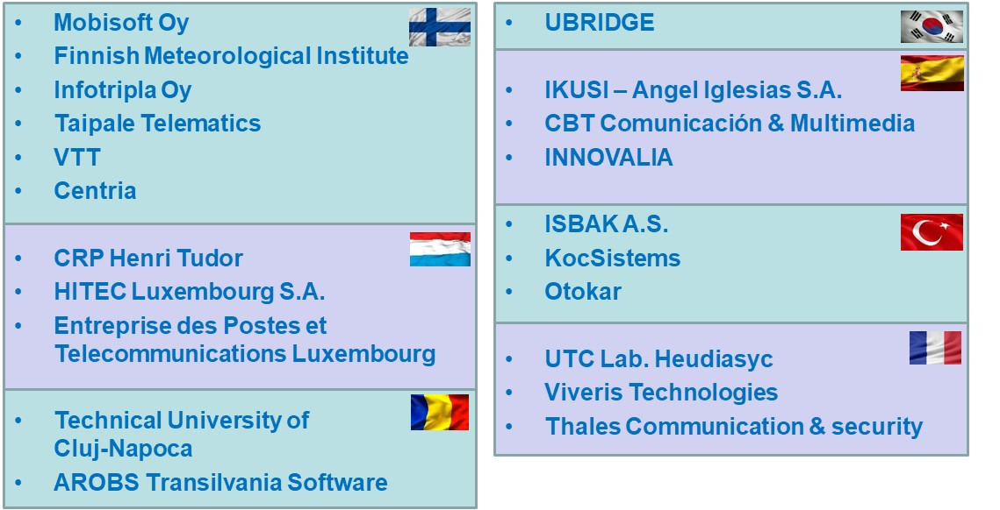 • Mobisoft Oy
• Finnish Meteorological Institute
• Infotripla Oy
• Taipale Telematics
• VTT
• Centria
• CRP Henri Tudor
• HITEC Luxembourg S.A.
• Entreprise des Postes et
Telecommunications Luxembourg
• Technical University of
Cluj-Napoca
• AROBS Transilvania Software
• UBRIDGE
• IKUSI – Angel Iglesias S.A.
• CBT Comunicación & Multimedia
• INNOVALIA
• ISBAK A.S.
• KocSistems
• Otokar
• UTC Lab. Heudiasyc
• Viveris Technologies
• Thales Communication & security